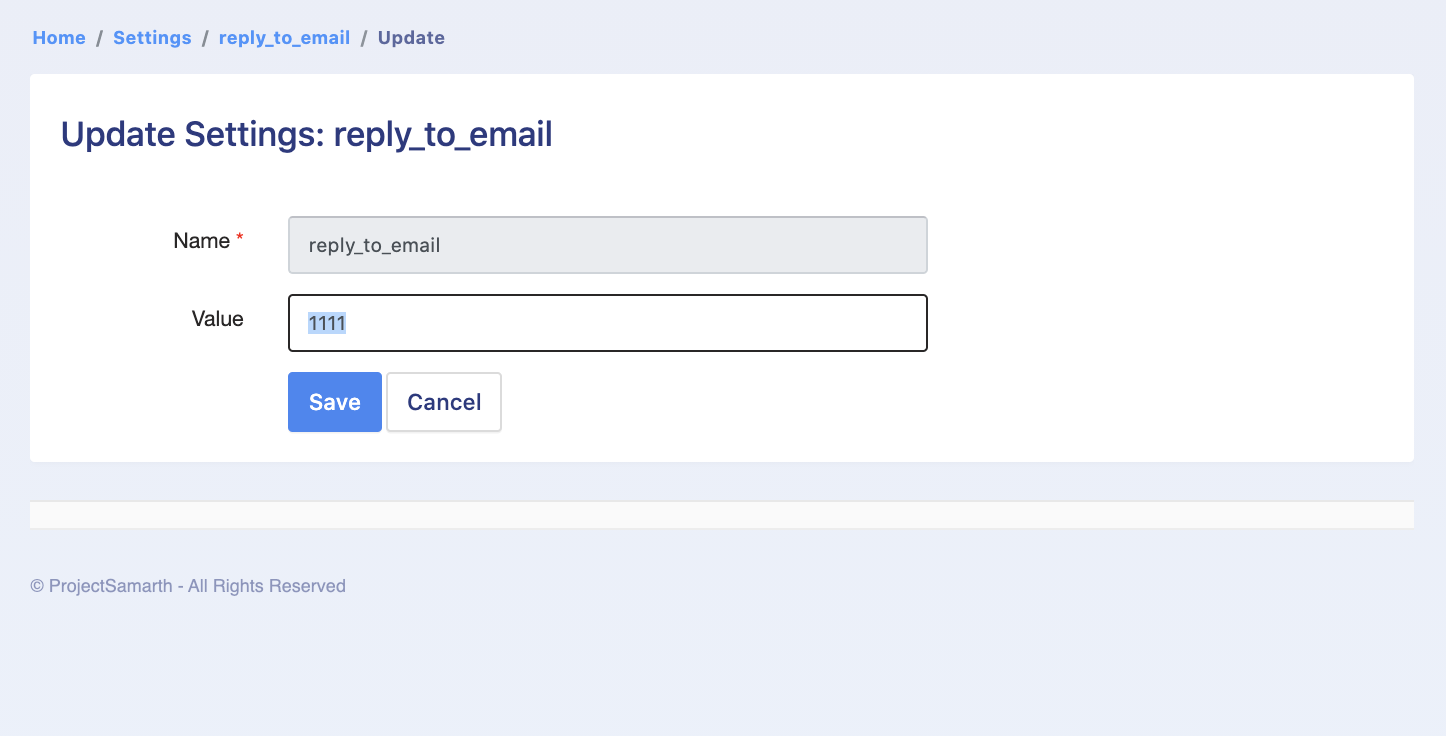 Home / Settings / reply_to_email / Update
Update Settings: reply_to_email
Name *
reply_to_email
Value
1111
Save Cancel
© ProjectSamarth - All Rights Reserved